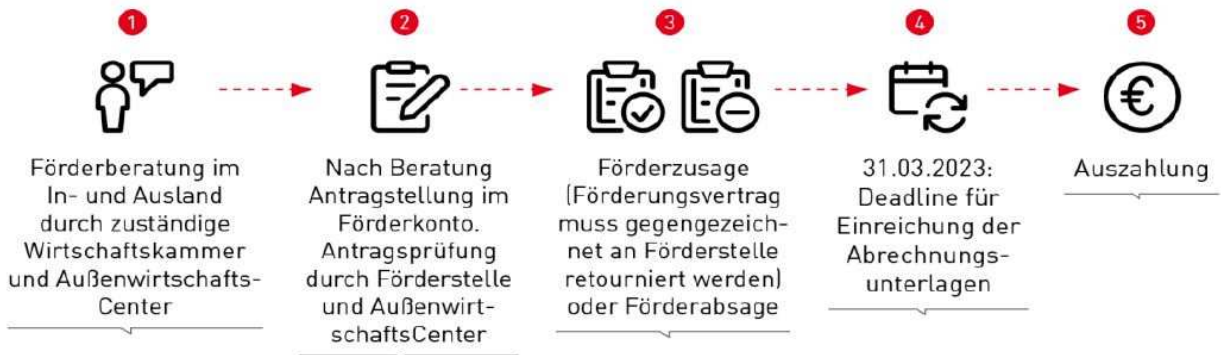 1
Förderberatung im
In- und Ausland
durch zuständige
Wirtschaftskammer
und Außenwirtschafts-
Center
2
Nach Beratung
Antragstellung im
Förderkonto.
Antragsprüfung
durch Förderstelle
und Außenwirt-
schaftsCenter
3
Förderzusage
(Förderungsvertrag
muss gegengezeich-
net an Förderstelle
retourniert werden)
oder Förderabsage
4
31.03.2023:
Deadline für
Einreichung der
Abrechnungs-
unterlagen
5
€
Auszahlung